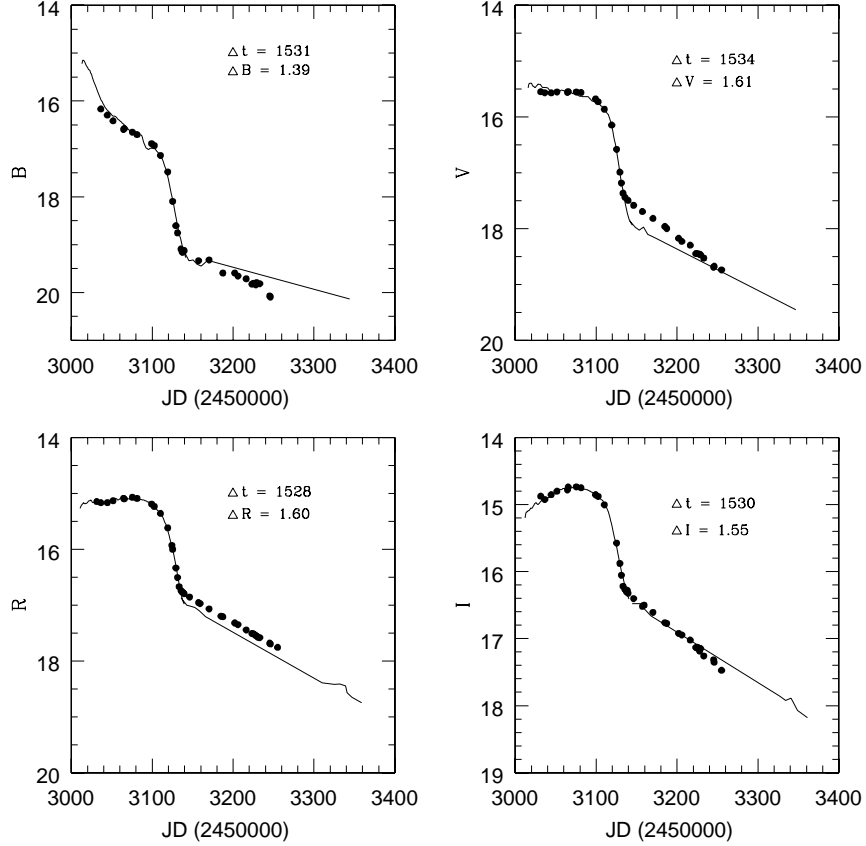 14
16
18
20
B
△ t = 1531
△ B = 1.39
3000 3100 3200 3300 3400
JD (2450000)
14
16
18
20
V
△ t = 1534
△ V = 1.61
3000 3100 3200 3300 3400
JD (2450000)
14
16
18
20
R
△ t = 1528
△ R = 1.60
3000 3100 3200 3300 3400
JD (2450000)
14
15
16
17
18
19
I
△ t = 1530
△ I = 1.55
3000 3100 3200 3300 3400
JD (2450000)